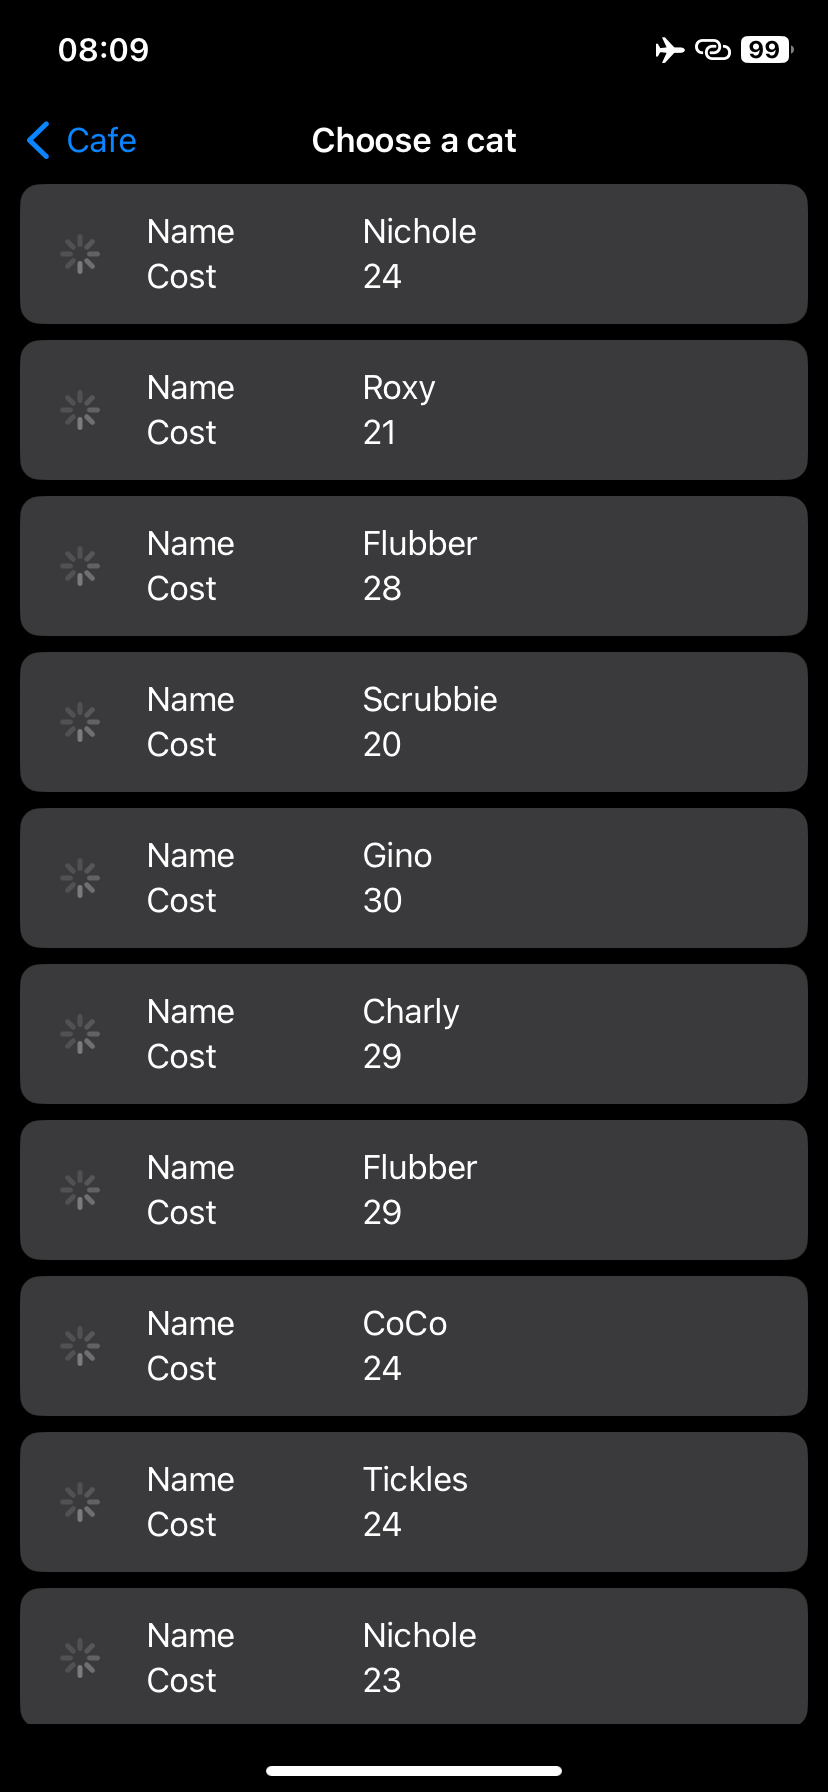 08:09
99
Cafe
Choose a cat
Name Nichole
Cost 24
Name Roxy
Cost 21
Name Flubber
Cost 28
Name Scrubbie
Cost 20
Name Gino
Cost 30
Name Charly
Cost 29
Name Flubber
Cost 29
Name CoCo
Cost 24
Name Tickles
Cost 24
Name Nichole
Cost 23